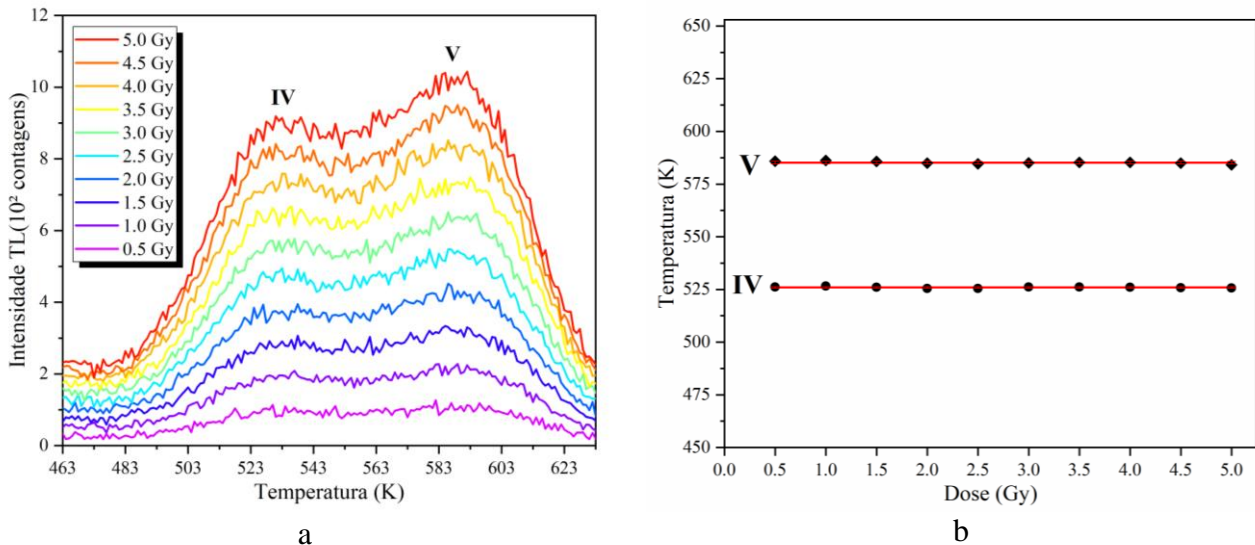 12
10
8
6
4
2
0
Intensidade TL(10² contagens)
5.0 Gy
4.5 Gy
4.0 Gy
3.5 Gy
3.0 Gy
2.5 Gy
2.0 Gy
1.5 Gy
1.0 Gy
0.5 Gy
IV
V
463 483 503 523 543 563 583 603 623
Temperatura (K)
a
650
625
600
575
550
525
500
475
450
Temperatura (K)
V
IV
0.0 0.5 1.0 1.5 2.0 2.5 3.0 3.5 4.0 4.5 5.0
Dose (Gy)
b